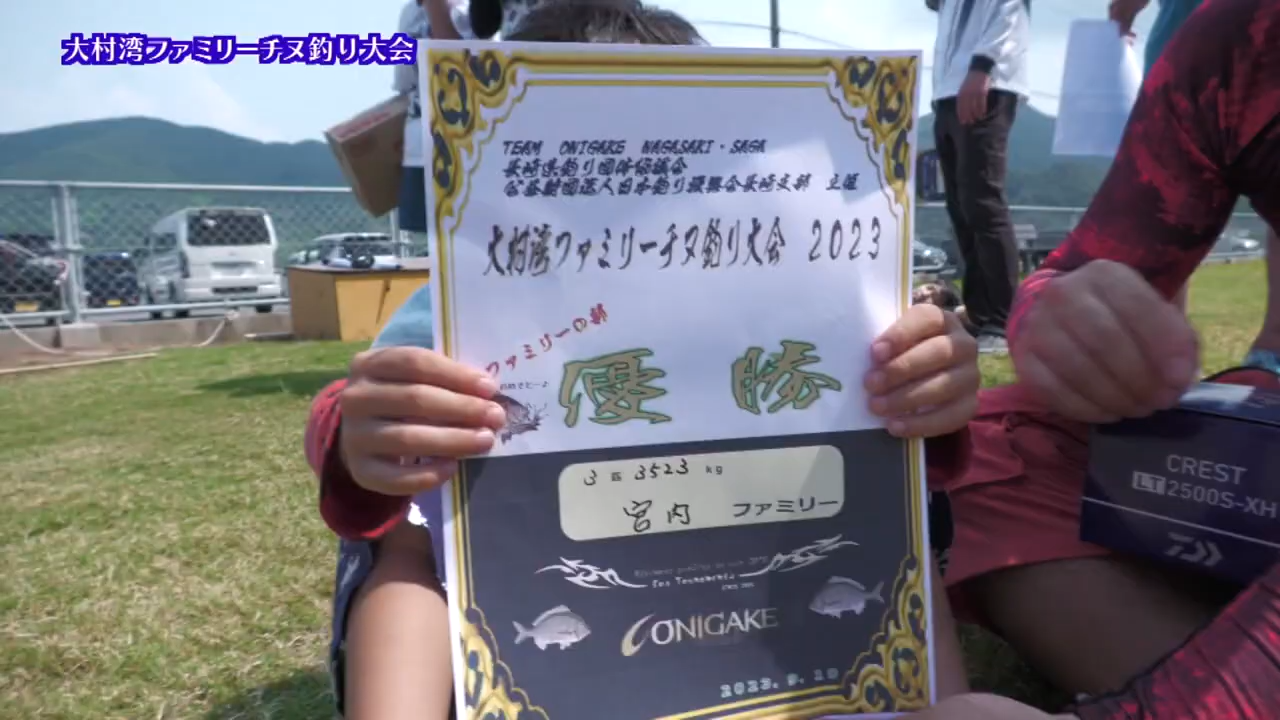 大村湾ファミリーチヌ釣り大会
TEAM ONIGAKE NAGASAKI・SAGA
長崎県釣り団体協議会
公益財団法人日本釣り振興会長崎支部 主催
大村湾ファミリーチヌ釣り大会 2023
ファミリーの部
優勝
3匹 3523 kg
宮内 ファミリー
ONIGAKE
2023.9.10
CREST
LT2500S-XH